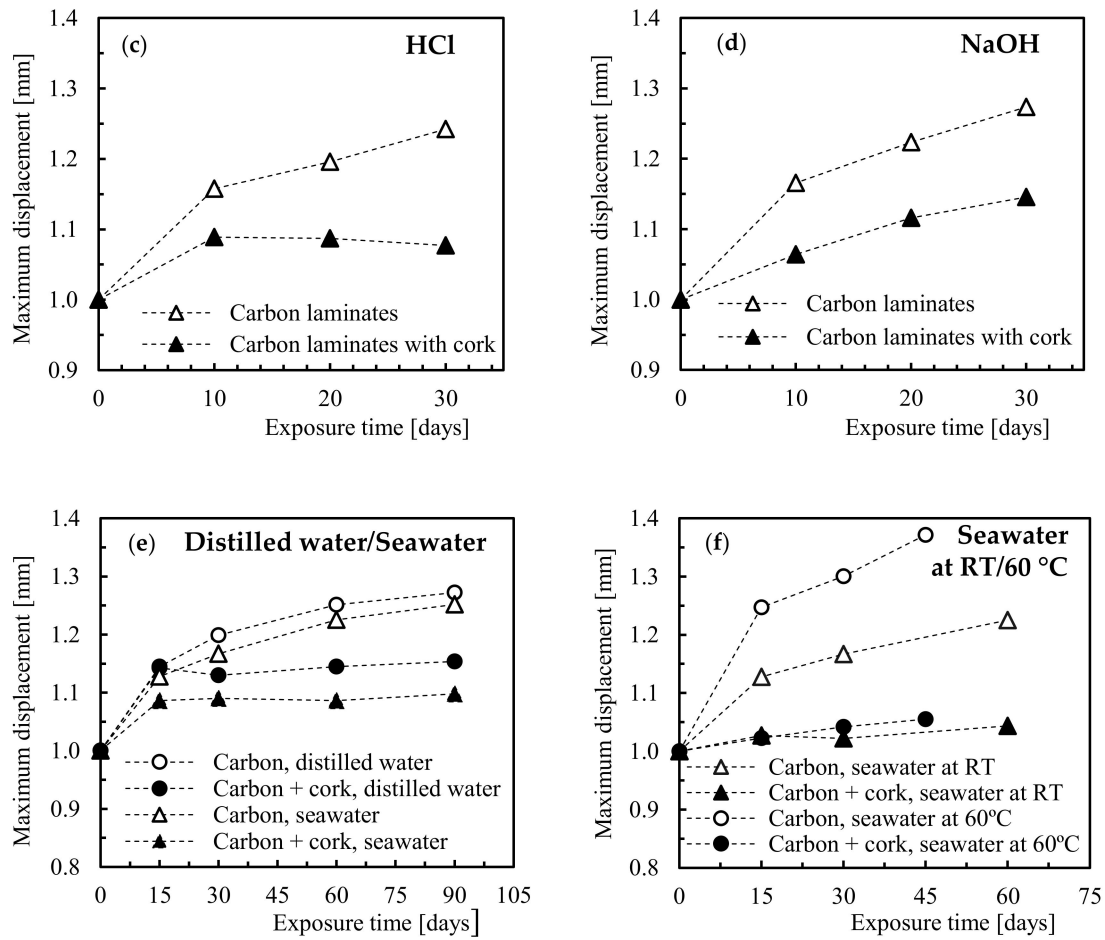 1.4
1.3
1.2
1.1
1.0
0.9
Maximum displacement [mm]
(c)
HCl
Carbon laminates
Carbon laminates with cork
0 10 20 30
Exposure time [days]
1.4
1.3
1.2
1.1
1.0
0.9
Maximum displacement [mm]
(d)
NaOH
Carbon laminates
Carbon laminates with cork
0 10 20 30
Exposure time [days]
1.4
1.3
1.2
1.1
1.0
0.9
0.8
Maximum displacement [mm]
(e) Distilled water/Seawater
Carbon, distilled water
Carbon + cork, distilled water
Carbon, seawater
Carbon + cork, seawater
0 15 30 45 60 75 90 105
Exposure time [days]
1.4
1.3
1.2
1.1
1.0
0.9
0.8
Maximum displacement [mm]
(f) Seawater
at RT/60 °C
Carbon, seawater at RT
Carbon + cork, seawater at RT
Carbon, seawater at 60ºC
Carbon + cork, seawater at 60ºC
0 15 30 45 60 75
Exposure time [days]